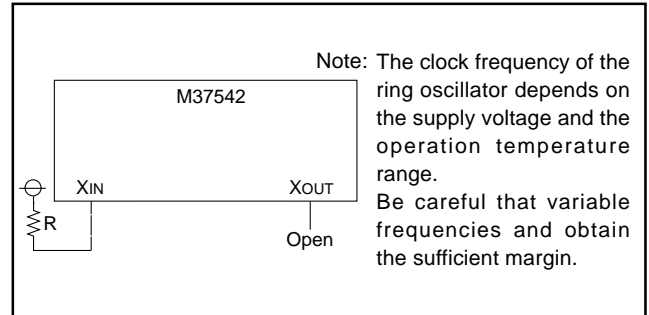 Note: The clock frequency of the
ring oscillator depends on
the supply voltage and the
operation temperature
range.
Be careful that variable
frequencies and obtain
the sufficient margin.
M37542
XIN
XOUT
R
Open